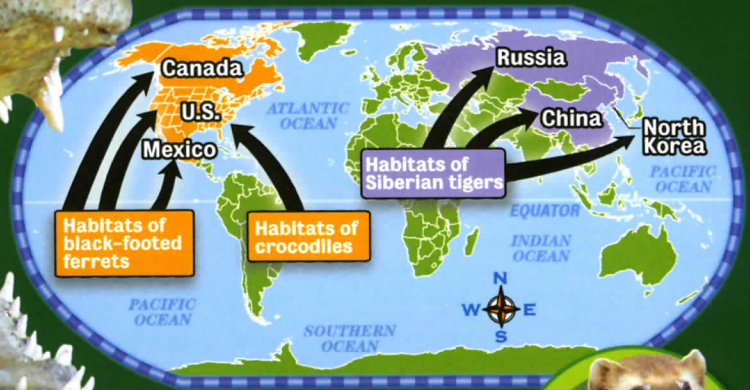 Canada
U.S.
Mexico
ATLANTIC
OCEAN
Russia
China
North
Korea
PACIFIC
OCEAN
Habitats of
Siberian tigers
Habitats of
black-footed
ferrets
Habitats of
crocodiles
EQUATOR
INDIAN
OCEAN
PACIFIC
OCEAN
SOUTHERN
OCEAN
N
W
E
S